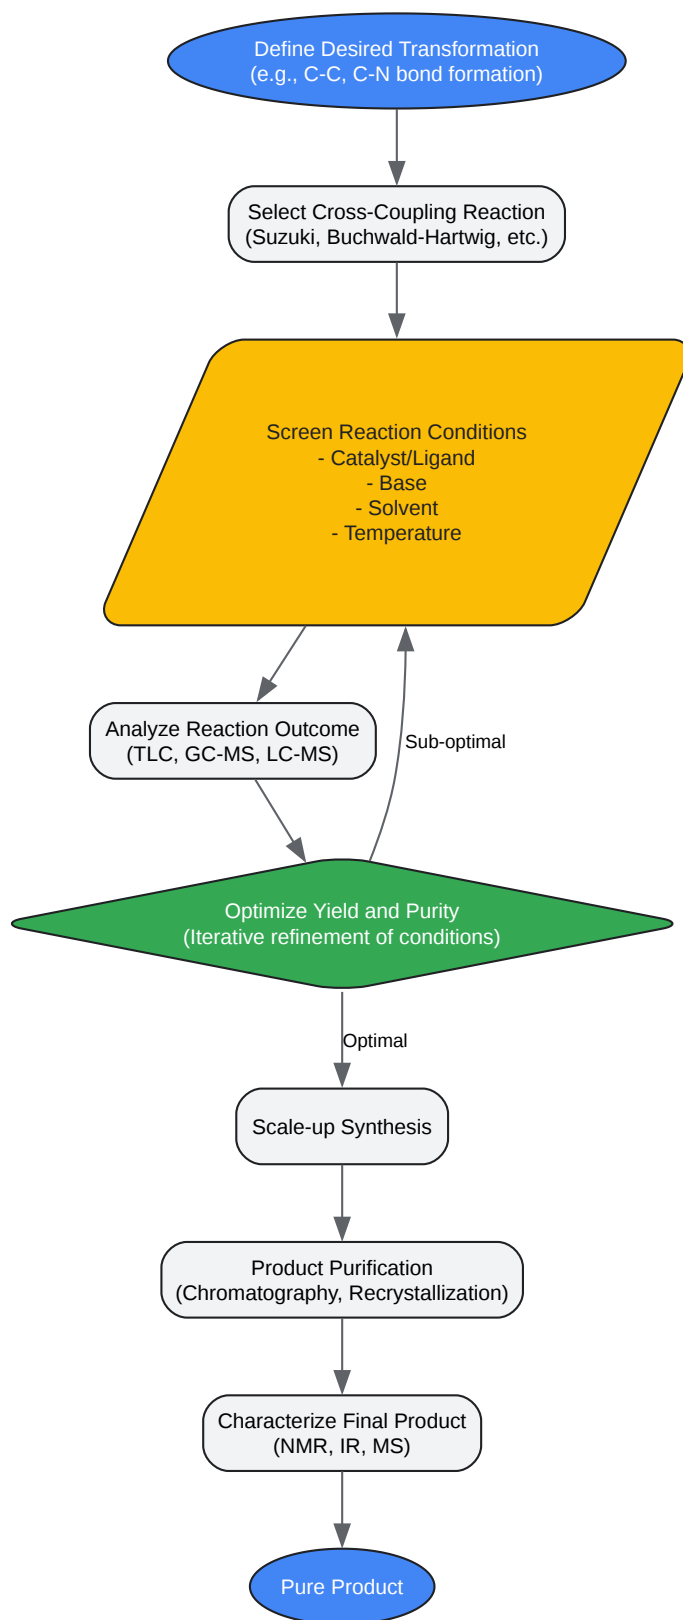 Define Desired Transformation
(e.g., C-C, C-N bond formation)
Select Cross-Coupling Reaction
(Suzuki, Buchwald-Hartwig, etc.)
Screen Reaction Conditions
- Catalyst/Ligand
- Base
- Solvent
- Temperature
Analyze Reaction Outcome
(TLC, GC-MS, LC-MS)
Sub-optimal
Optimize Yield and Purity
(Iterative refinement of conditions)
Optimal
Scale-up Synthesis
Product Purification
(Chromatography, Recrystallization)
Characterize Final Product
(NMR, IR, MS)
Pure Product